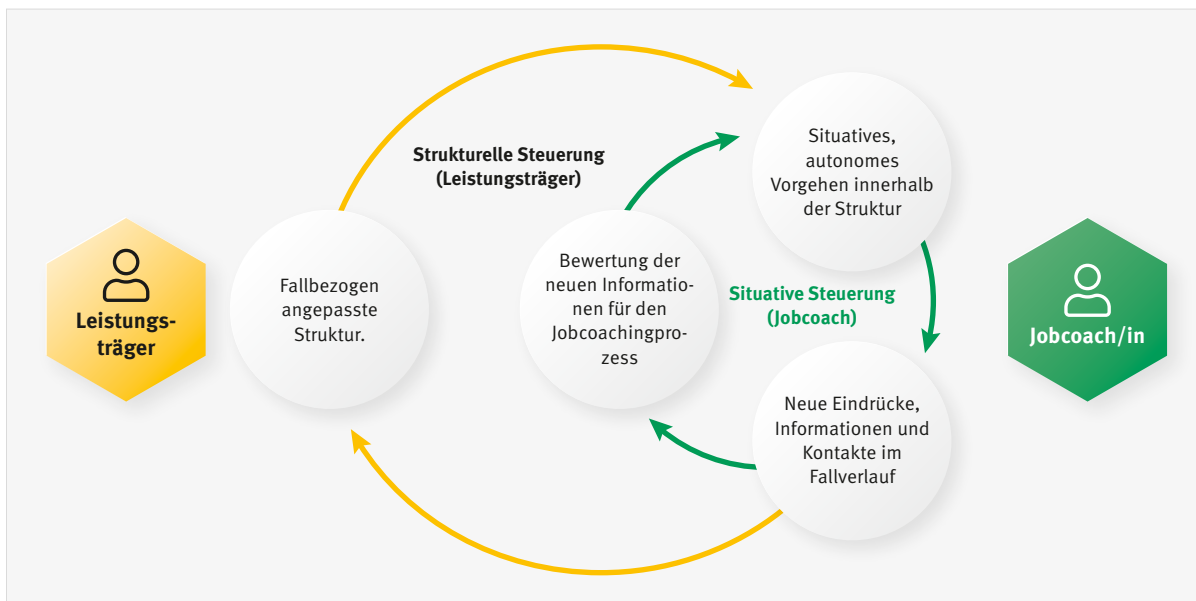 Leistungs-
träger
Fallbezogen
angepasste
Struktur.
Strukturelle Steuerung
(Leistungsträger)
Bewertung der
neuen Informatio-
nen für den
Jobcoachingpro-
zess
Situatives,
autonomes
Vorgehen innerhalb
der Struktur
Situative Steuerung
(Jobcoach)
Neue Eindrücke,
Informationen und
Kontakte im
Fallverlauf
Jobcoach/in